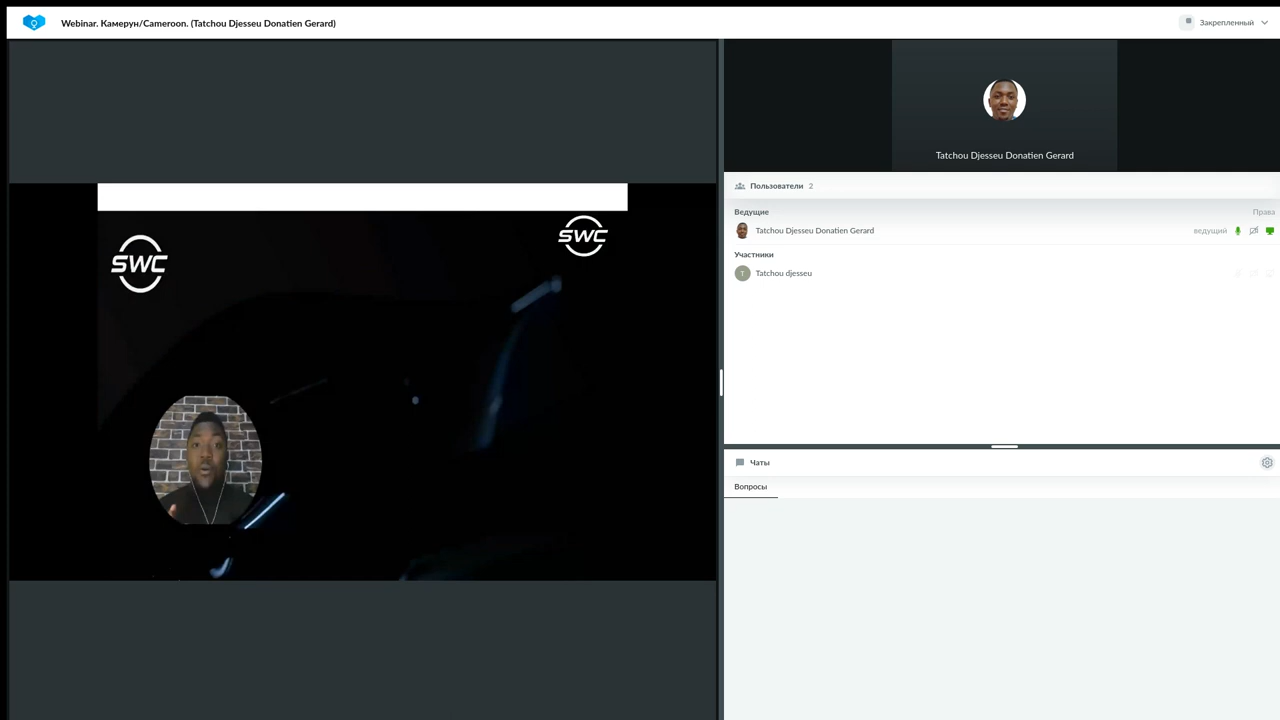 Webinar. Камерун/Cameroon. (Tatchou Djesseu Donatien Gerard)
Закрепленный
SWC
SWC
Tatchou Djesseu Donatien Gerard
Пользователи 2
Ведущие Права
Tatchou Djesseu Donatien Gerard ведущий
Участники
T Tatchou djesseu
Чаты
Вопросы